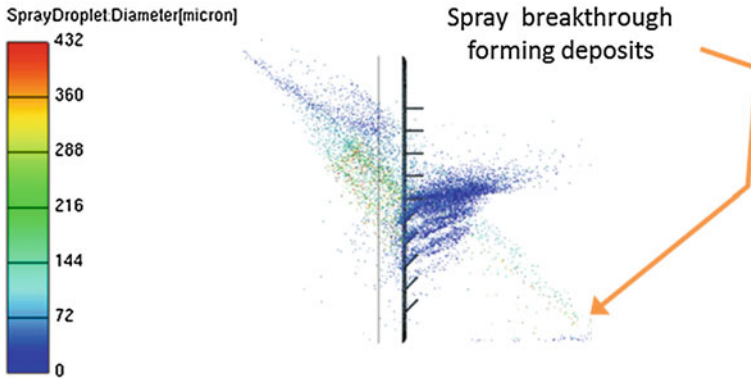 SprayDroplet:Diameter[micron]
432
360
288
216
144
72
0
Spray breakthrough
forming deposits